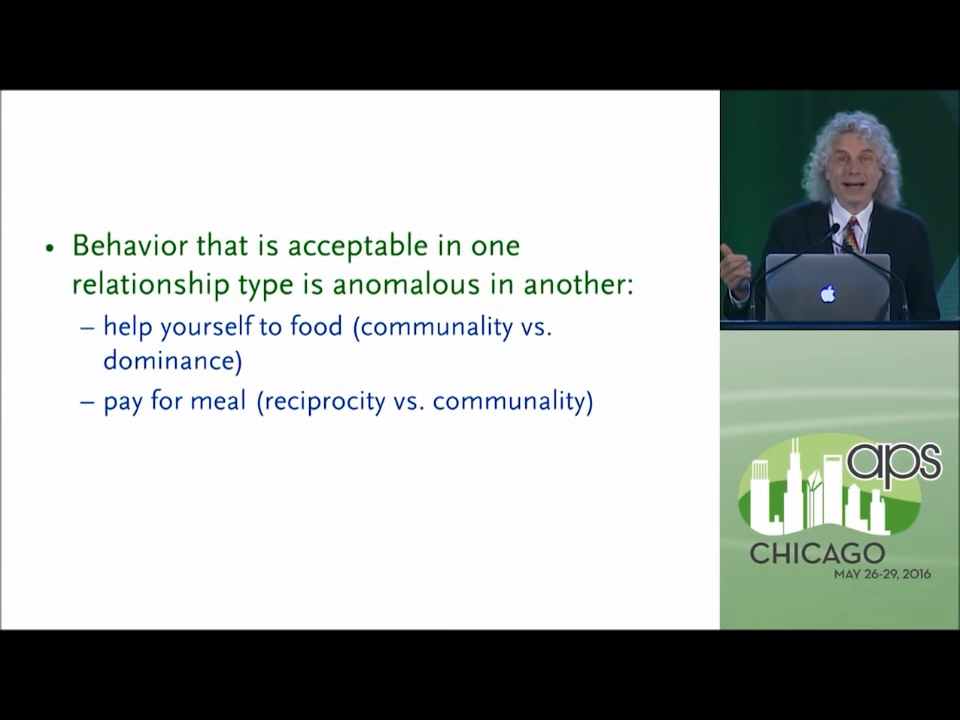 • Behavior that is acceptable in one
relationship type is anomalous in another:
– help yourself to food (communality vs.
dominance)
– pay for meal (reciprocity vs. communality)
aps
CHICAGO
MAY 26-29, 2016